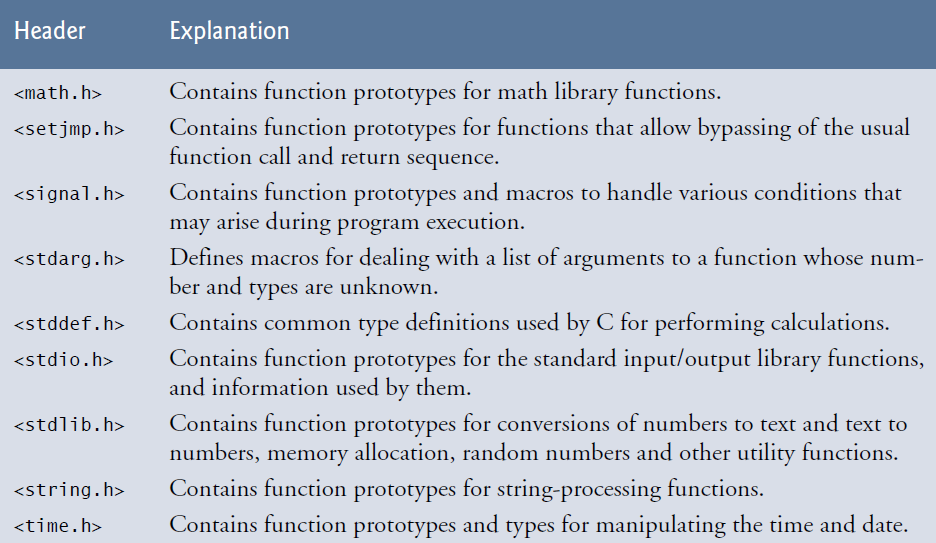 Header Explanation
<math.h> Contains function prototypes for math library functions.
<setjmp.h> Contains function prototypes for functions that allow bypassing of the usual
function call and return sequence.
<signal.h> Contains function prototypes and macros to handle various conditions that
may arise during program execution.
<stdarg.h> Defines macros for dealing with a list of arguments to a function whose num-
ber and types are unknown.
<stddef.h> Contains common type definitions used by C for performing calculations.
<stdio.h> Contains function prototypes for the standard input/output library functions,
and information used by them.
<stdlib.h> Contains function prototypes for conversions of numbers to text and text to
numbers, memory allocation, random numbers and other utility functions.
<string.h> Contains function prototypes for string-processing functions.
<time.h> Contains function prototypes and types for manipulating the time and date.